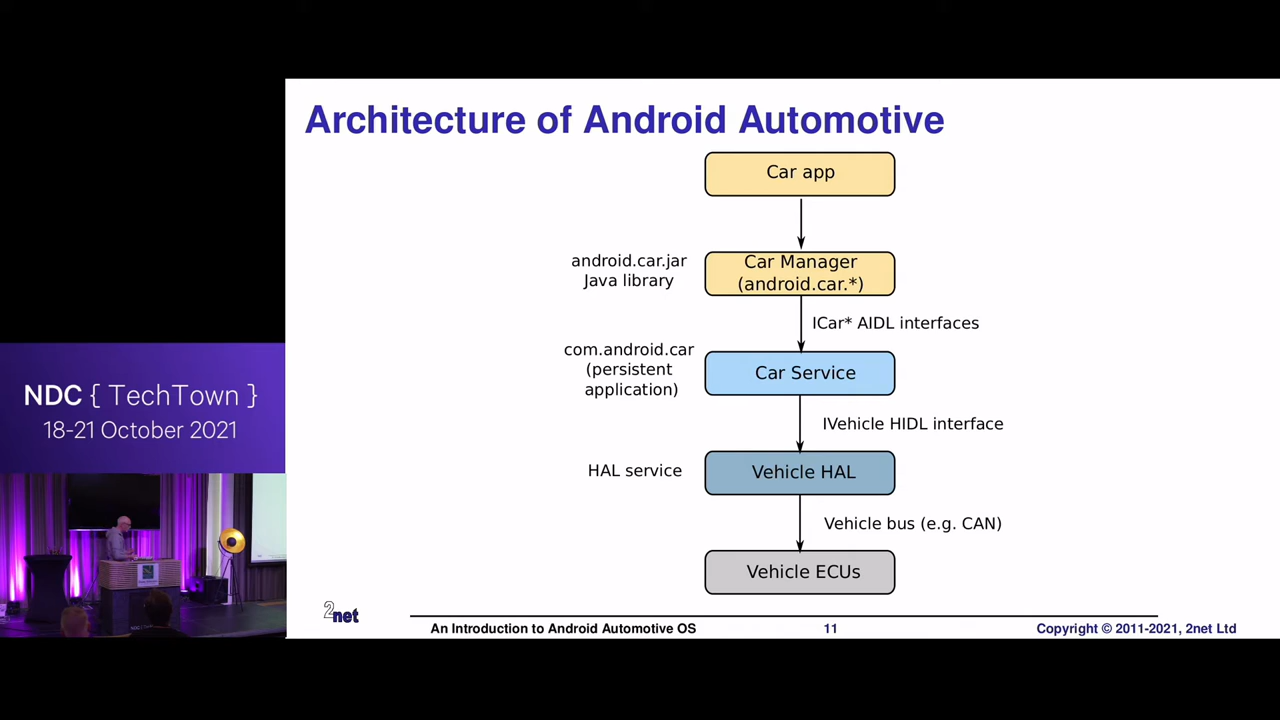 Architecture of Android Automotive
Car app
android.car.jar
Java library
Car Manager
(android.car.*)
ICar* AIDL interfaces
com.android.car
(persistent
application)
Car Service
IVehicle HIDL interface
HAL service
Vehicle HAL
Vehicle bus (e.g. CAN)
Vehicle ECUs
NDC { TechTown }
18-21 October 2021
2net
An Introduction to Android Automotive OS
11
Copyright © 2011-2021, 2net Ltd